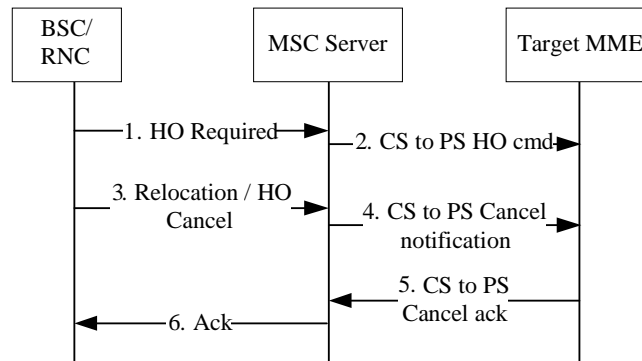 BSC/
RNC
MSC Server
Target MME
1. HO Required
2. CS to PS HO cmd
3. Relocation / HO
Cancel
4. CS to PS Cancel
notification
5. CS to PS
Cancel ack
6. Ack